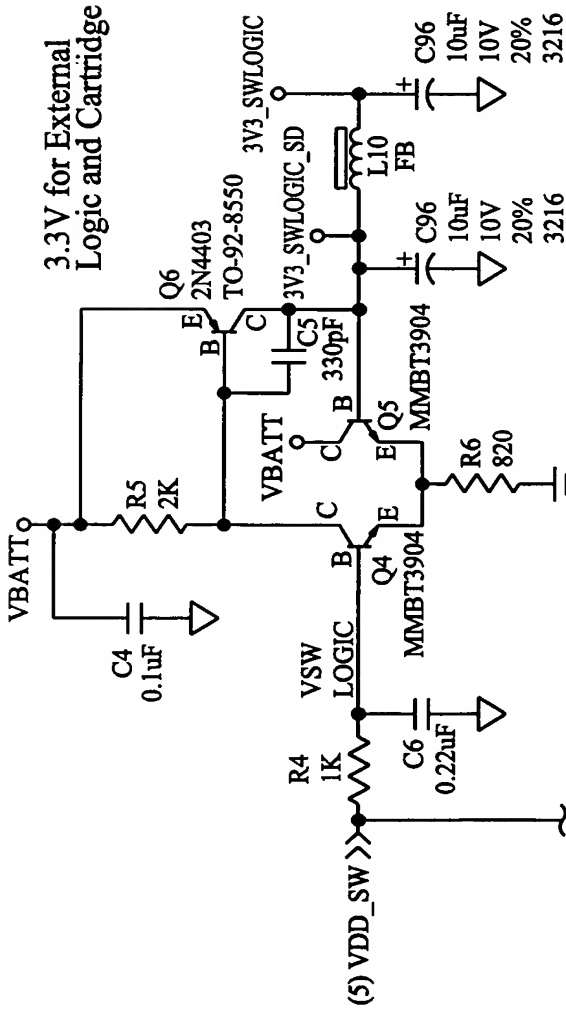 3.3V for External
Logic and Cartridge
VBATT
C4
0.1uF
R5
2K
Q6
2N4403
TO-92-8550
E
B
C
C5
330pF
3V3_SWLOGIC_SD
3V3_SWLOGIC
L10
FB
+
C96
10uF
10V
20%
3216
+
C96
10uF
10V
20%
3216
VBATT
C
B
E
Q5
MMBT3904
C
B
E
Q4
MMBT3904
R6
820
VSW
LOGIC
R4
1K
C6
0.22uF
(5) VDD_SW